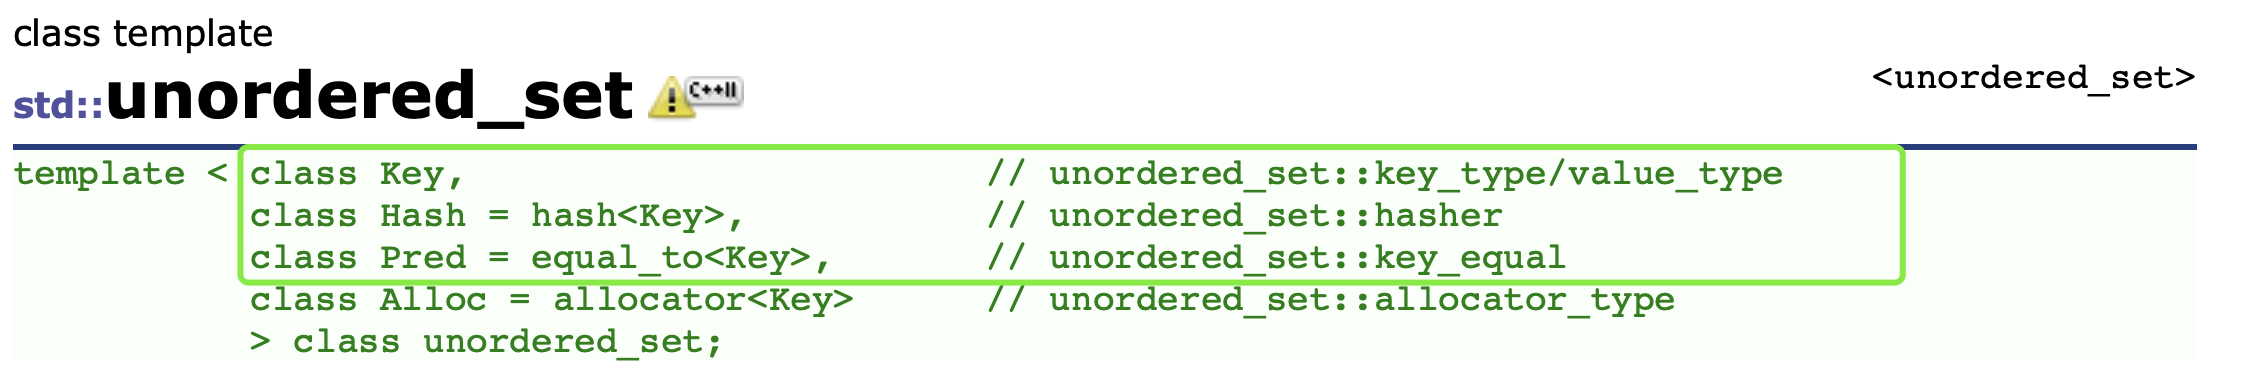 class template
std::unordered_set C++11
<unordered_set>
template < class Key,                        // unordered_set::key_type/value_type
           class Hash = hash<Key>,           // unordered_set::hasher
           class Pred = equal_to<Key>,       // unordered_set::key_equal
           class Alloc = allocator<Key>      // unordered_set::allocator_type
           > class unordered_set;